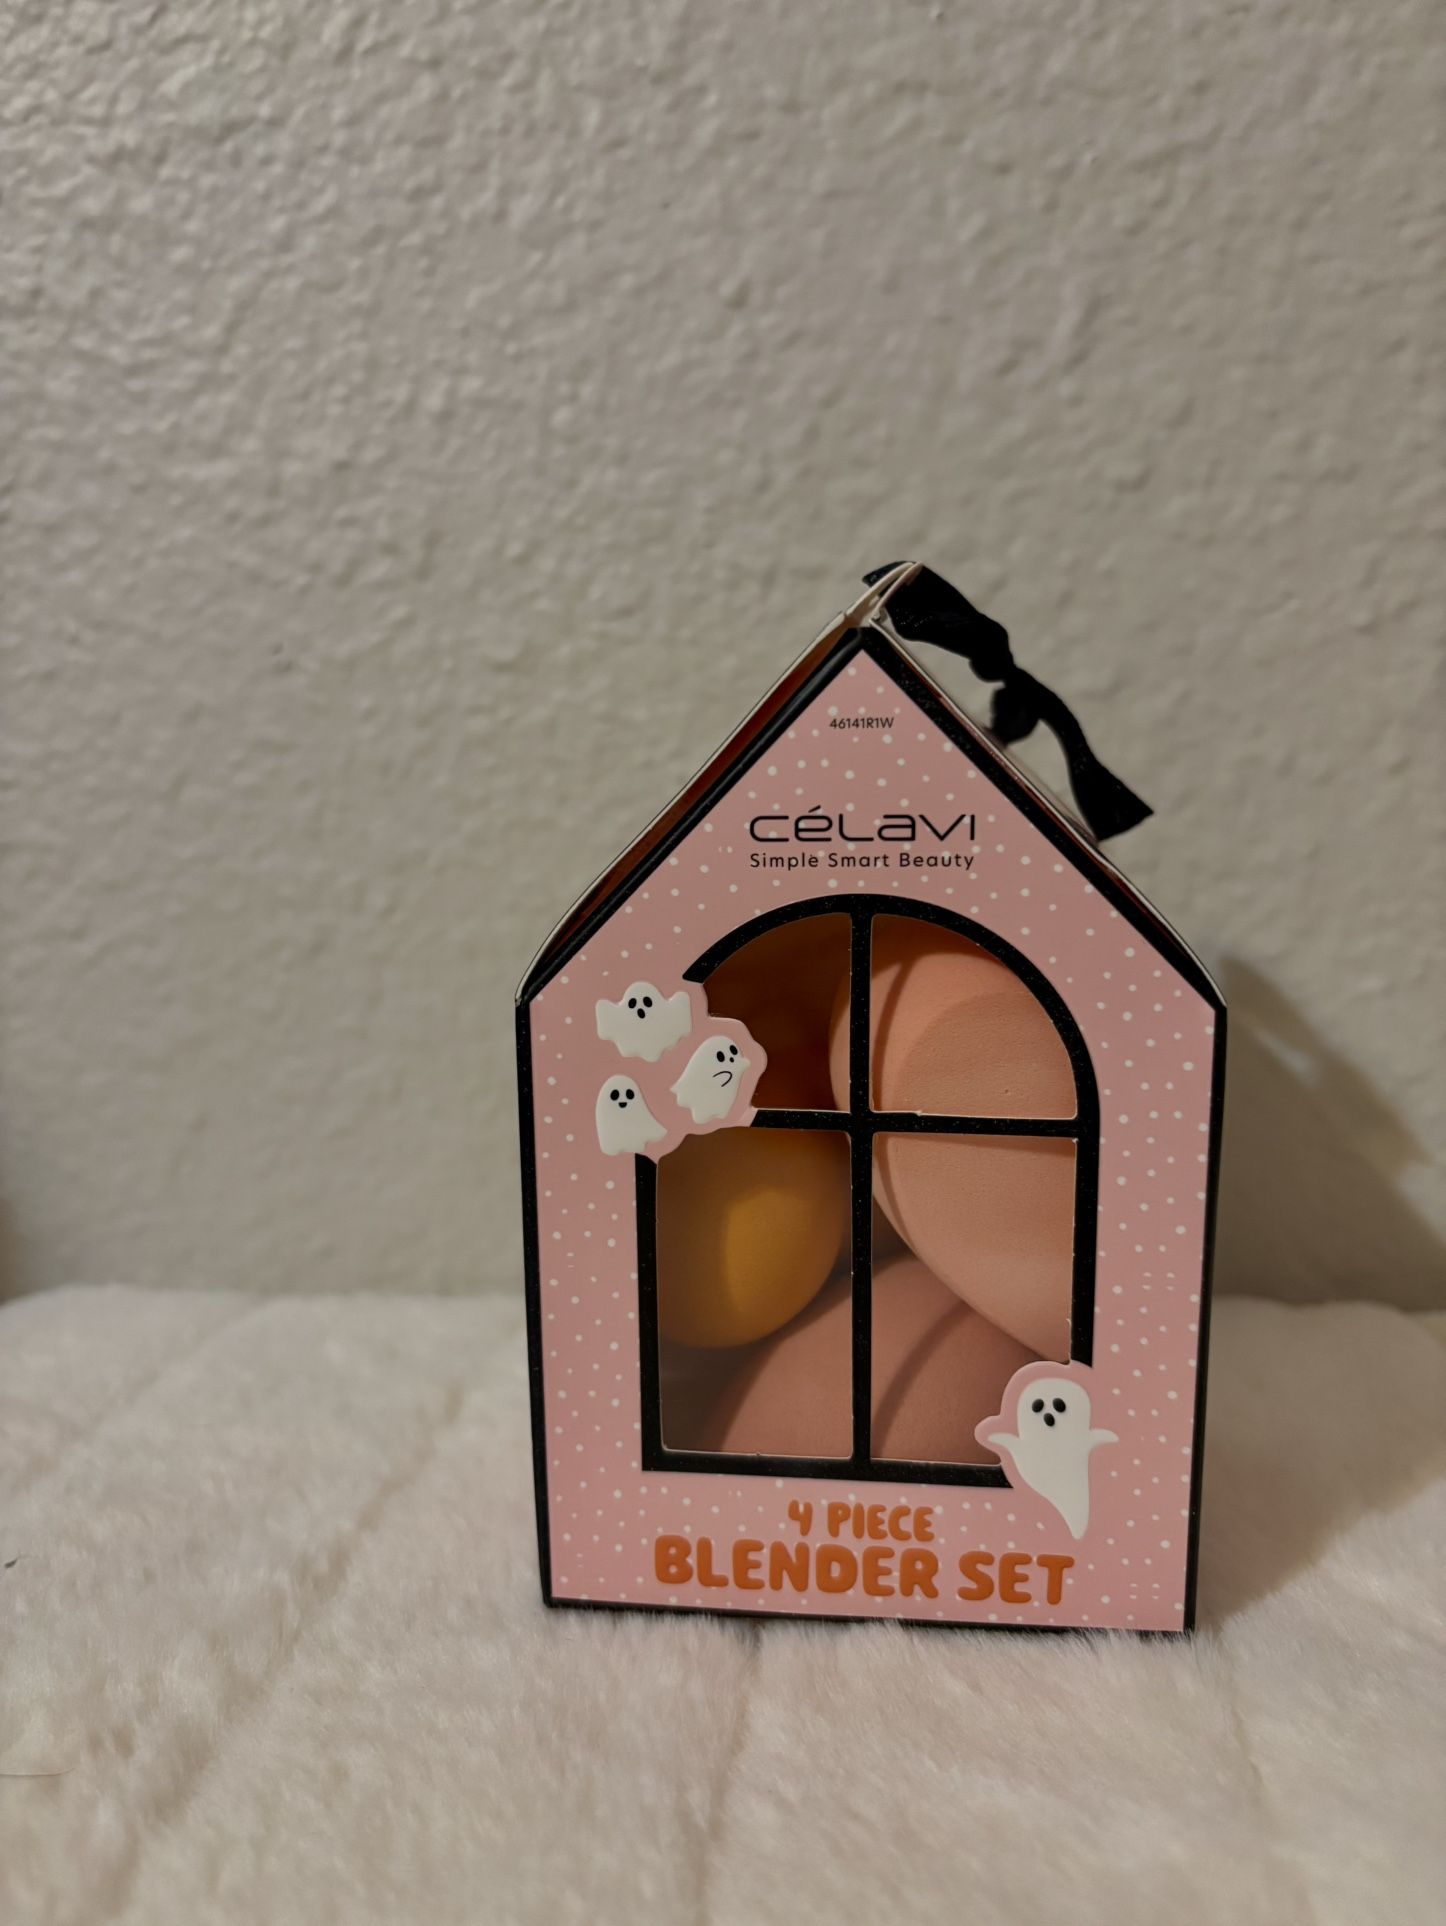 46141R1W
céLavi
Simple Smart Beauty
4 PIECE
BLENDER SET